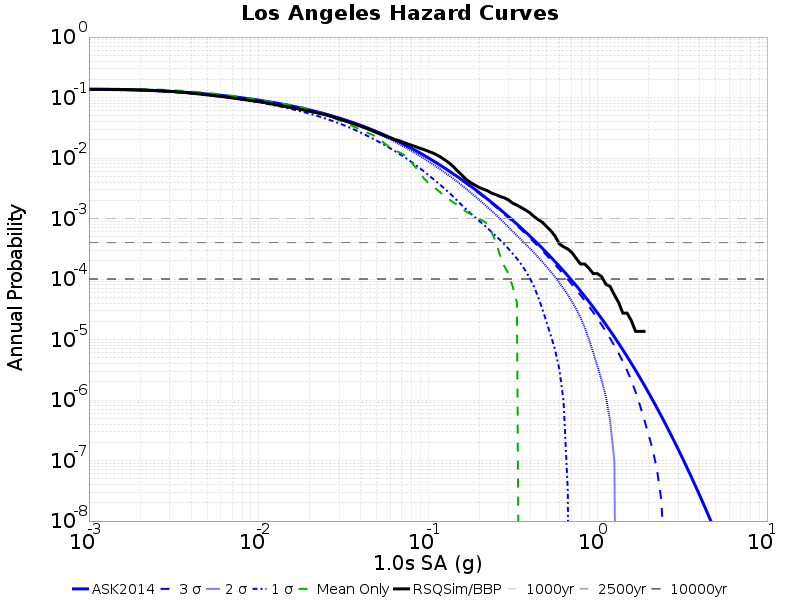 Los Angeles Hazard Curves
10^0
10^-1
10^-2
10^-3
10^-4
10^-5
10^-6
10^-7
10^-8
Annual Probability
10^-3 10^-2 10^-1 10^0 10^1
1.0s SA (g)
ASK2014 3 σ 2 σ 1 σ Mean Only RSQSim/BBP 1000yr 2500yr 10000yr